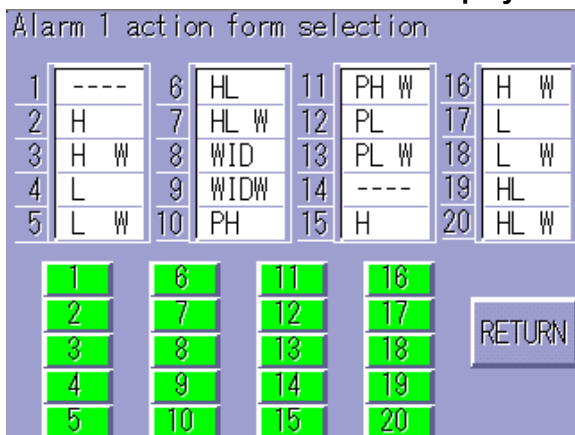 Alarm 1 action form selection
1 ---- 6 HL 11 PH W 16 H W
2 H 7 HL W 12 PL 17 L
3 H W 8 WID 13 PL W 18 L W
4 L 9 WIDW 14 ---- 19 HL
5 L W 10 PH 15 H 20 HL W
1 6 11 16
2 7 12 17
3 8 13 18
RETURN
4 9 14 19
5 10 15 20